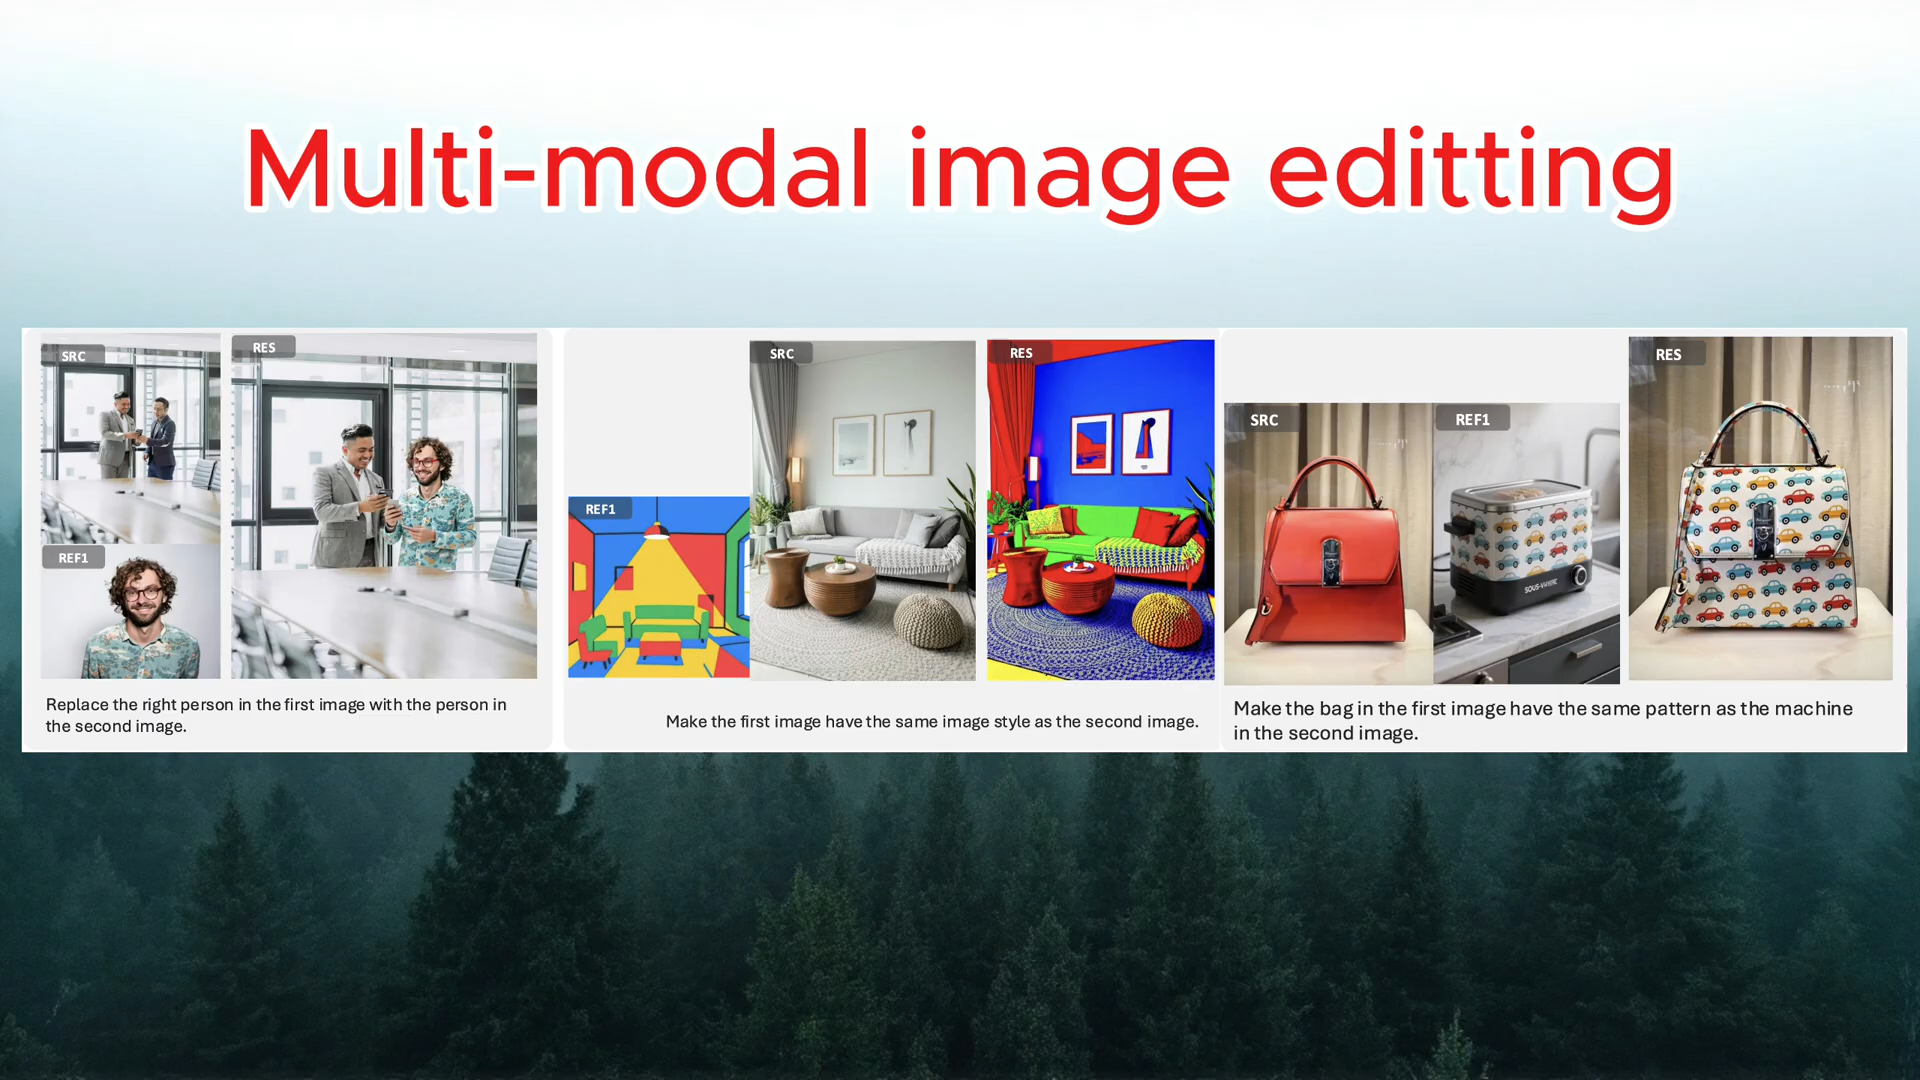 Multi-modal image editting
SRC
RES
REF1
Replace the right person in the first image with the person in
the second image.
REF1
SRC
RES
Make the first image have the same image style as the second image.
SRC
REF1
RES
SOUS-VWHERE
Make the bag in the first image have the same pattern as the machine
in the second image.